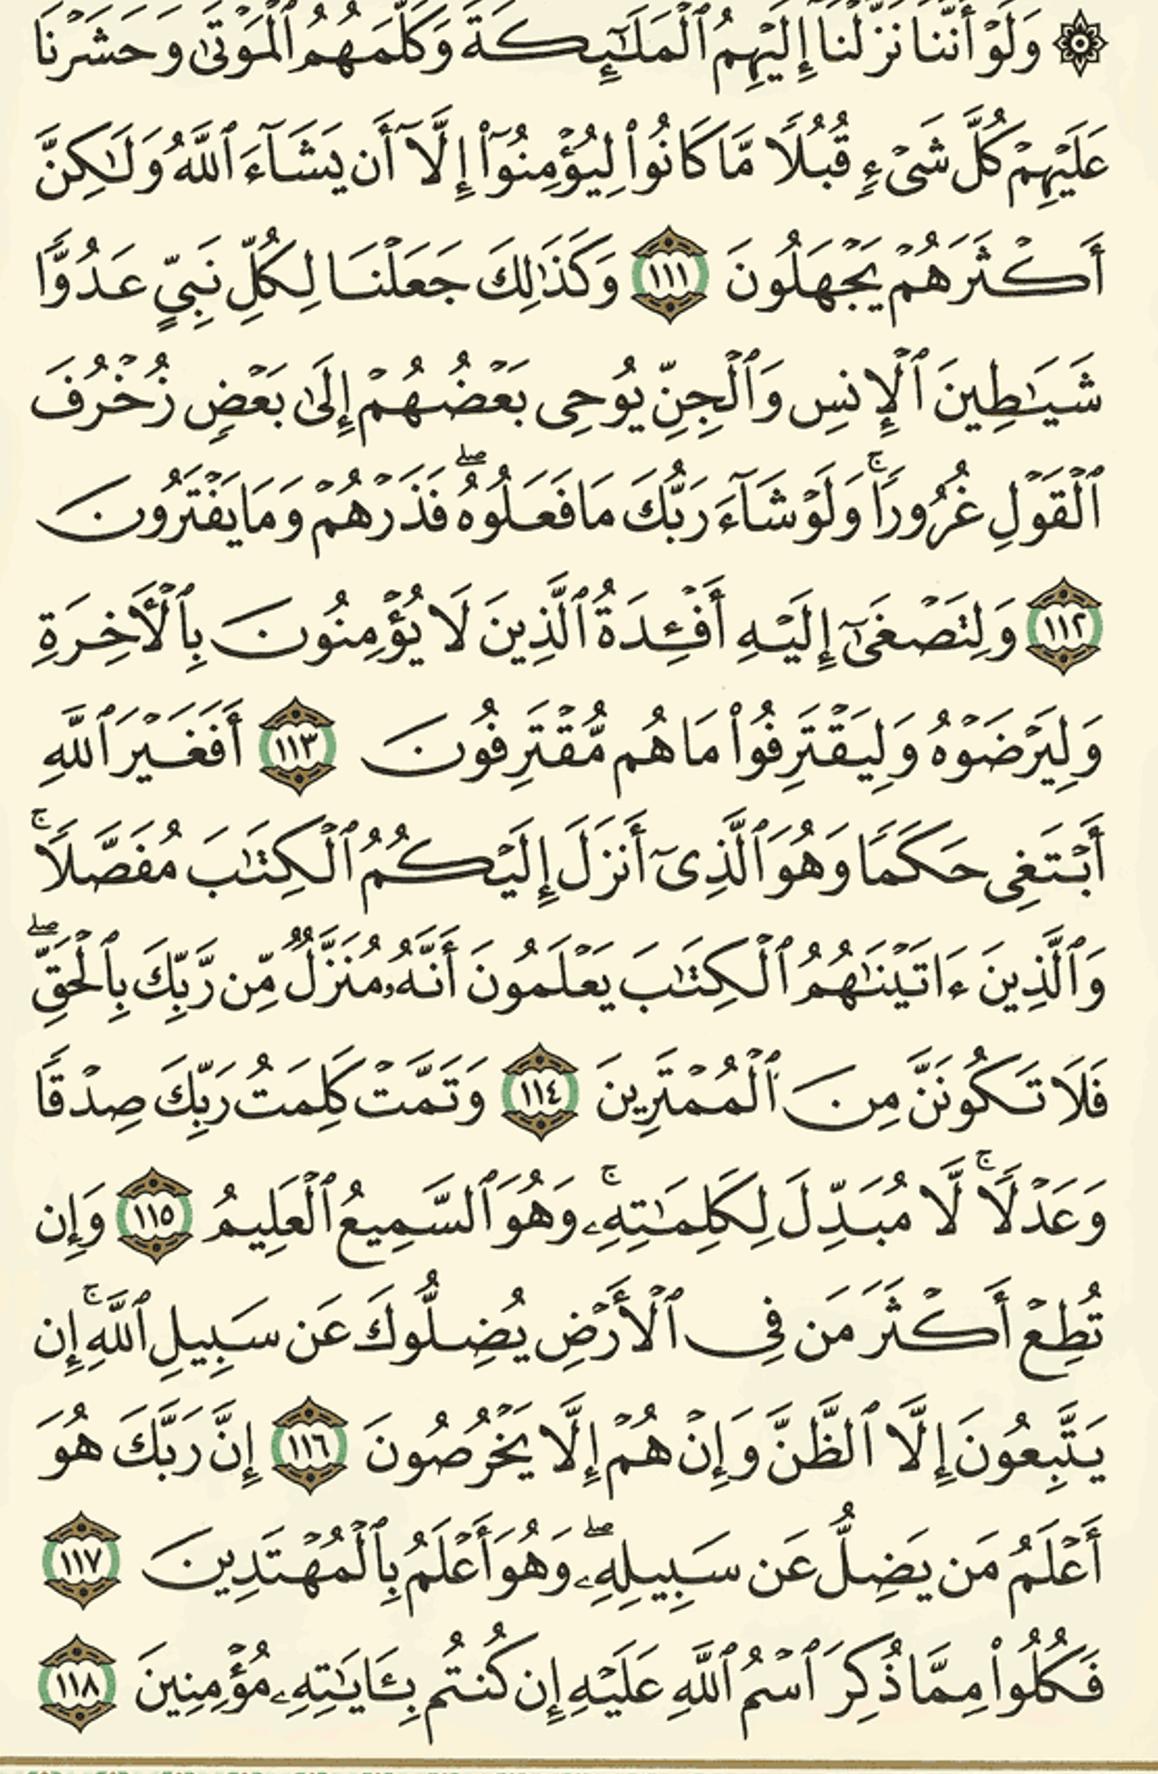 ۞ وَلَوْ أَنَّنَا نَزَّلْنَا إِلَيْهِمُ ٱلْمَلَـٰٓئِكَةَ وَكَلَّمَهُمُ ٱلْمَوْتَىٰ وَحَشَرْنَا
عَلَيْهِمْ كُلَّ شَىْءٍ قُبُلًا مَّا كَانُوا۟ لِيُؤْمِنُوٓا۟ إِلَّآ أَن يَشَآءَ ٱللَّهُ وَلَـٰكِنَّ
أَكْثَرَهُمْ يَجْهَلُونَ ١١١ وَكَذَٰلِكَ جَعَلْنَا لِكُلِّ نَبِىٍّ عَدُوًّا
شَيَـٰطِينَ ٱلْإِنسِ وَٱلْجِنِّ يُوحِى بَعْضُهُمْ إِلَىٰ بَعْضٍ زُخْرُفَ
ٱلْقَوْلِ غُرُورًا ۚ وَلَوْ شَآءَ رَبُّكَ مَا فَعَلُوهُ ۖ فَذَرْهُمْ وَمَا يَفْتَرُونَ
١١٢ وَلِتَصْغَىٰٓ إِلَيْهِ أَفْـِٔدَةُ ٱلَّذِينَ لَا يُؤْمِنُونَ بِٱلْـَٔاخِرَةِ
وَلِيَرْضَوْهُ وَلِيَقْتَرِفُوا۟ مَا هُم مُّقْتَرِفُونَ ١١٣ أَفَغَيْرَ ٱللَّهِ
أَبْتَغِى حَكَمًا وَهُوَ ٱلَّذِىٓ أَنزَلَ إِلَيْكُمُ ٱلْكِتَـٰبَ مُفَصَّلًا ۚ
وَٱلَّذِينَ ءَاتَيْنَـٰهُمُ ٱلْكِتَـٰبَ يَعْلَمُونَ أَنَّهُۥ مُنَزَّلٌ مِّن رَّبِّكَ بِٱلْحَقِّ ۖ
فَلَا تَكُونَنَّ مِنَ ٱلْمُمْتَرِينَ ١١٤ وَتَمَّتْ كَلِمَتُ رَبِّكَ صِدْقًا
وَعَدْلًا ۚ لَّا مُبَدِّلَ لِكَلِمَـٰتِهِۦ ۚ وَهُوَ ٱلسَّمِيعُ ٱلْعَلِيمُ ١١٥ وَإِن
تُطِعْ أَكْثَرَ مَن فِى ٱلْأَرْضِ يُضِلُّوكَ عَن سَبِيلِ ٱللَّهِ ۚ إِن
يَتَّبِعُونَ إِلَّا ٱلظَّنَّ وَإِنْ هُمْ إِلَّا يَخْرُصُونَ ١١٦ إِنَّ رَبَّكَ هُوَ
أَعْلَمُ مَن يَضِلُّ عَن سَبِيلِهِۦ ۖ وَهُوَ أَعْلَمُ بِٱلْمُهْتَدِينَ ١١٧
فَكُلُوا۟ مِمَّا ذُكِرَ ٱسْمُ ٱللَّهِ عَلَيْهِ إِن كُنتُم بِـَٔايَـٰتِهِۦ مُؤْمِنِينَ ١١٨